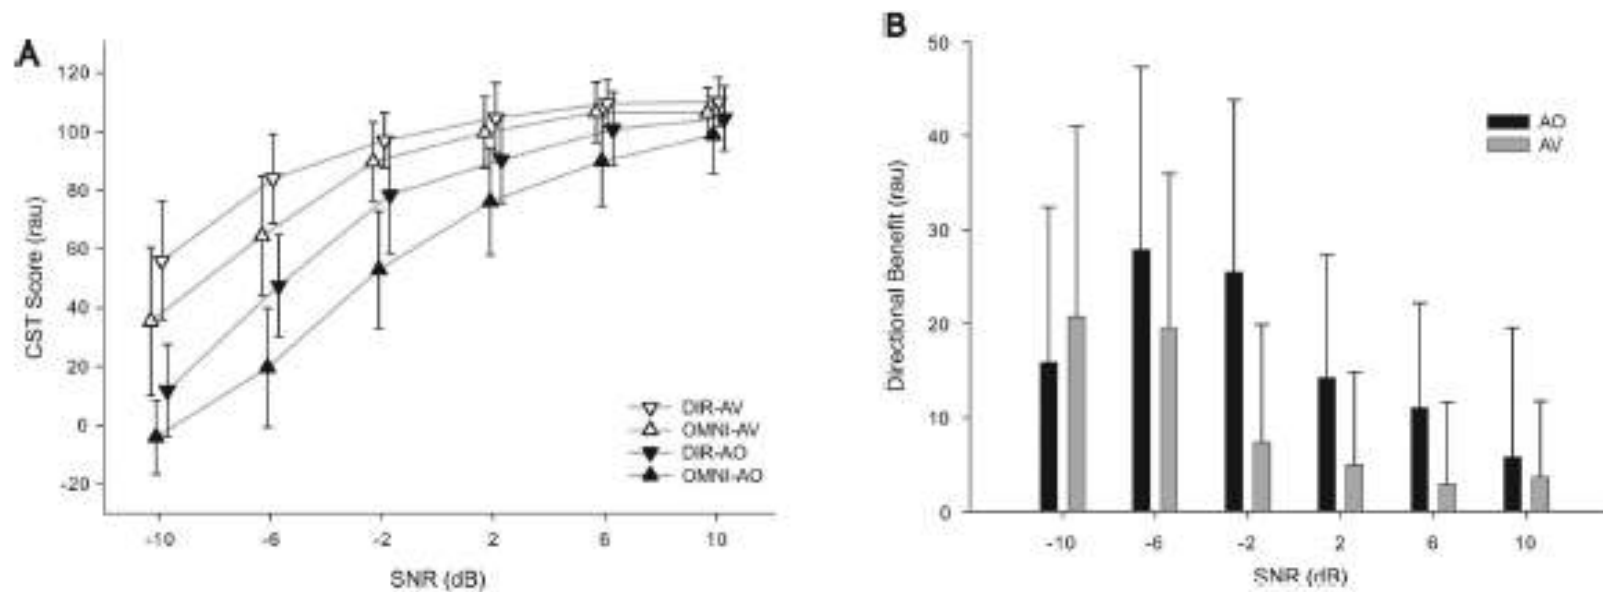 A
CST Score (rau)
120
100
80
60
40
20
0
-20
-10
-6
-2
2
6
10
SNR (dB)
DIR-AV
OMNI-AV
DIR-AO
OMNI-AO
B
Directional Benefit (rau)
50
40
30
20
10
0
-10
-6
-2
2
6
10
SNR (dB)
AO
AV